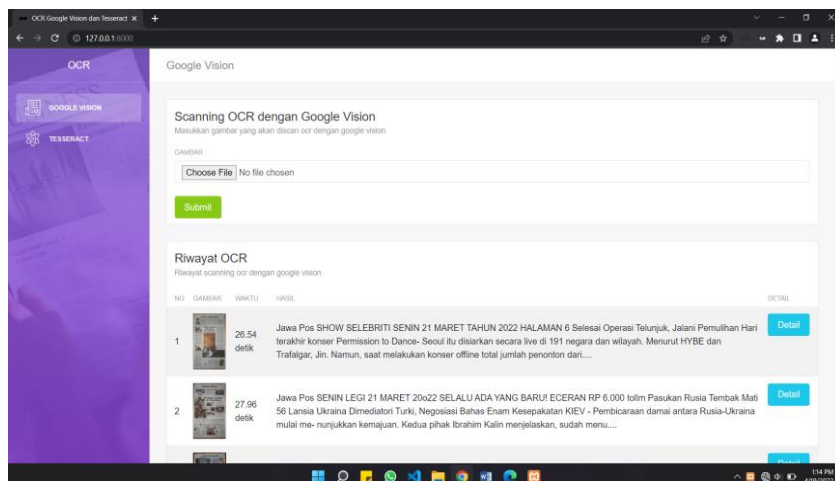 OCR Google Vision dan Tesseract
127.0.0.1:8000
OCR
GOOGLE VISION
TESSERACT
Google Vision
Scanning OCR dengan Google Vision
Masukkan gambar yang akan discan ocr dengan google vision
GAMBAR
Choose File No file chosen
Submit
Riwayat OCR
Riwayat scanning ocr dengan google vision
NO GAMBAR WAKTU HASIL DETAIL
1
26.54
detik
Jawa Pos SHOW SELEBRITI SENIN 21 MARET TAHUN 2022 HALAMAN 6 Selesai Operasi Telunjuk, Jalani Pemulihan Hari
terakhir konser Permission to Dance- Seoul itu disiarkan secara live di 191 negara dan wilayah. Menurut HYBE dan
Trafalgar, Jin. Namun, saat melakukan konser offline total jumlah penonton dari....
Detail
2
27.96
detik
Jawa Pos SENIN LEGI 21 MARET 20o22 SELALU ADA YANG BARU! ECERAN RP 6.000 tollm Pasukan Rusia Tembak Mati
56 Lansia Ukraina Dimediatori Turki, Negosiasi Bahas Enam Kesepakatan KIEV - Pembicaraan damai antara Rusia-Ukraina
mulai me- nunjukkan kemajuan. Kedua pihak Ibrahim Kalin menjelaskan, sudah menu....
Detail
1:14 PM